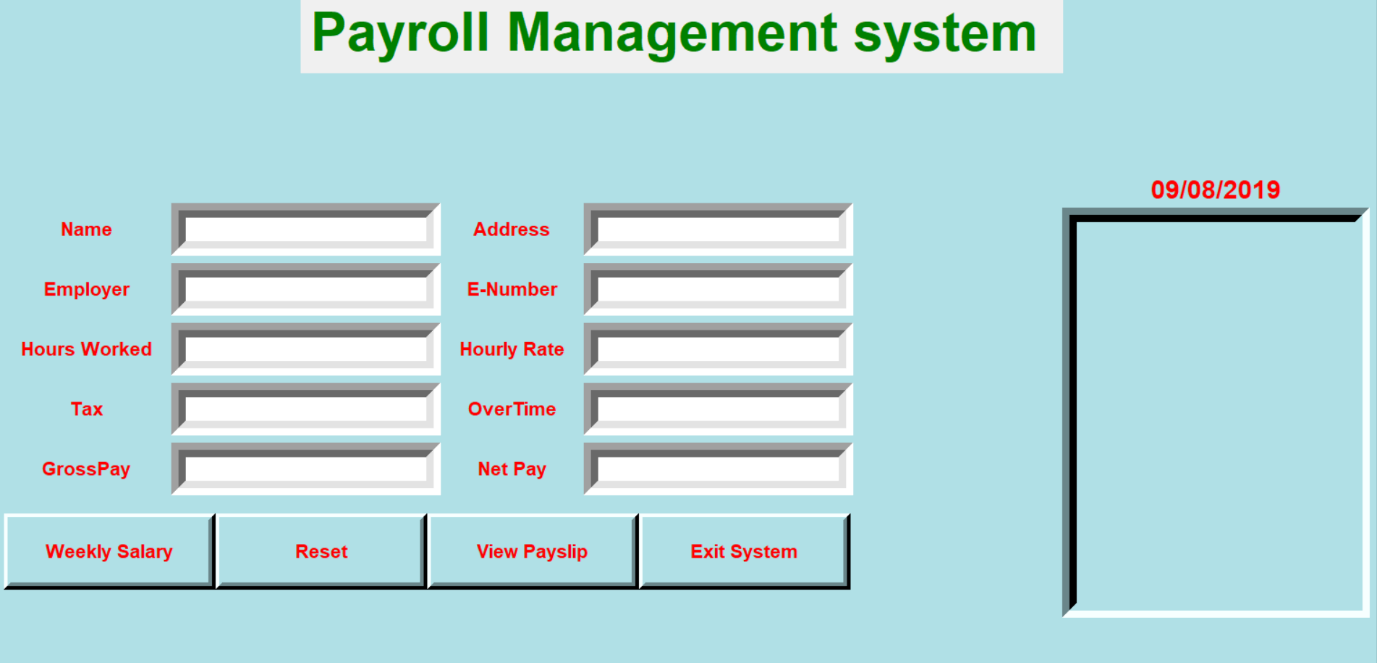 Payroll Management system
09/08/2019
Name Address
Employer E-Number
Hours Worked Hourly Rate
Tax OverTime
GrossPay Net Pay
Weekly Salary Reset View Payslip Exit System